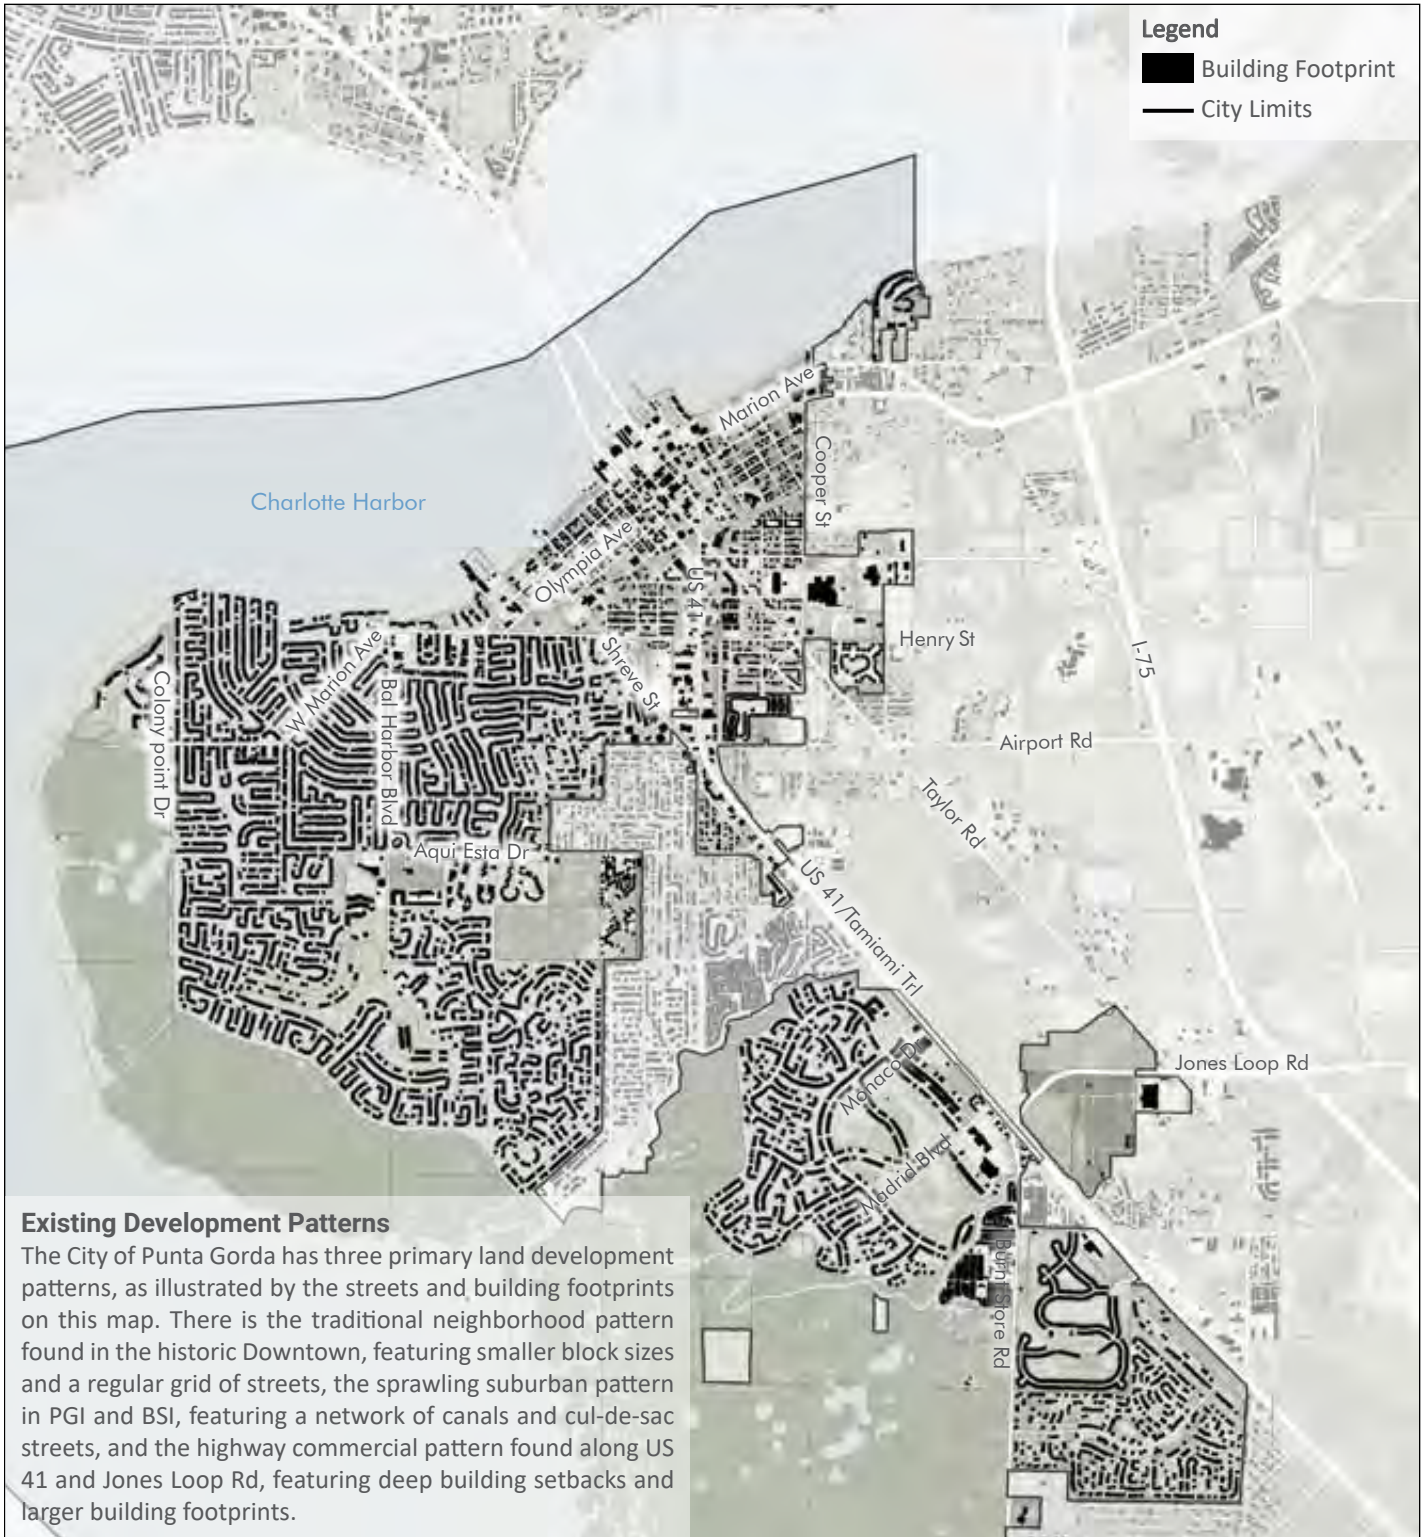 Legend
Building Footprint
City Limits
Marion Ave
Cooper St
Charlotte Harbor
Olympia Ave
US 41
Henry St
I-75
Shreve St
W Marion Ave
Bal Harbor Blvd
Colony point Dr
Airport Rd
Taylor Rd
Aqui Esta Dr
US 41/Tamiami Trl
Jones Loop Rd
Monaco Dr
Madrid Blvd
Burnt Store Rd
Existing Development Patterns
The City of Punta Gorda has three primary land development
patterns, as illustrated by the streets and building footprints
on this map. There is the traditional neighborhood pattern
found in the historic Downtown, featuring smaller block sizes
and a regular grid of streets, the sprawling suburban pattern
in PGI and BSI, featuring a network of canals and cul-de-sac
streets, and the highway commercial pattern found along US
41 and Jones Loop Rd, featuring deep building setbacks and
larger building footprints.